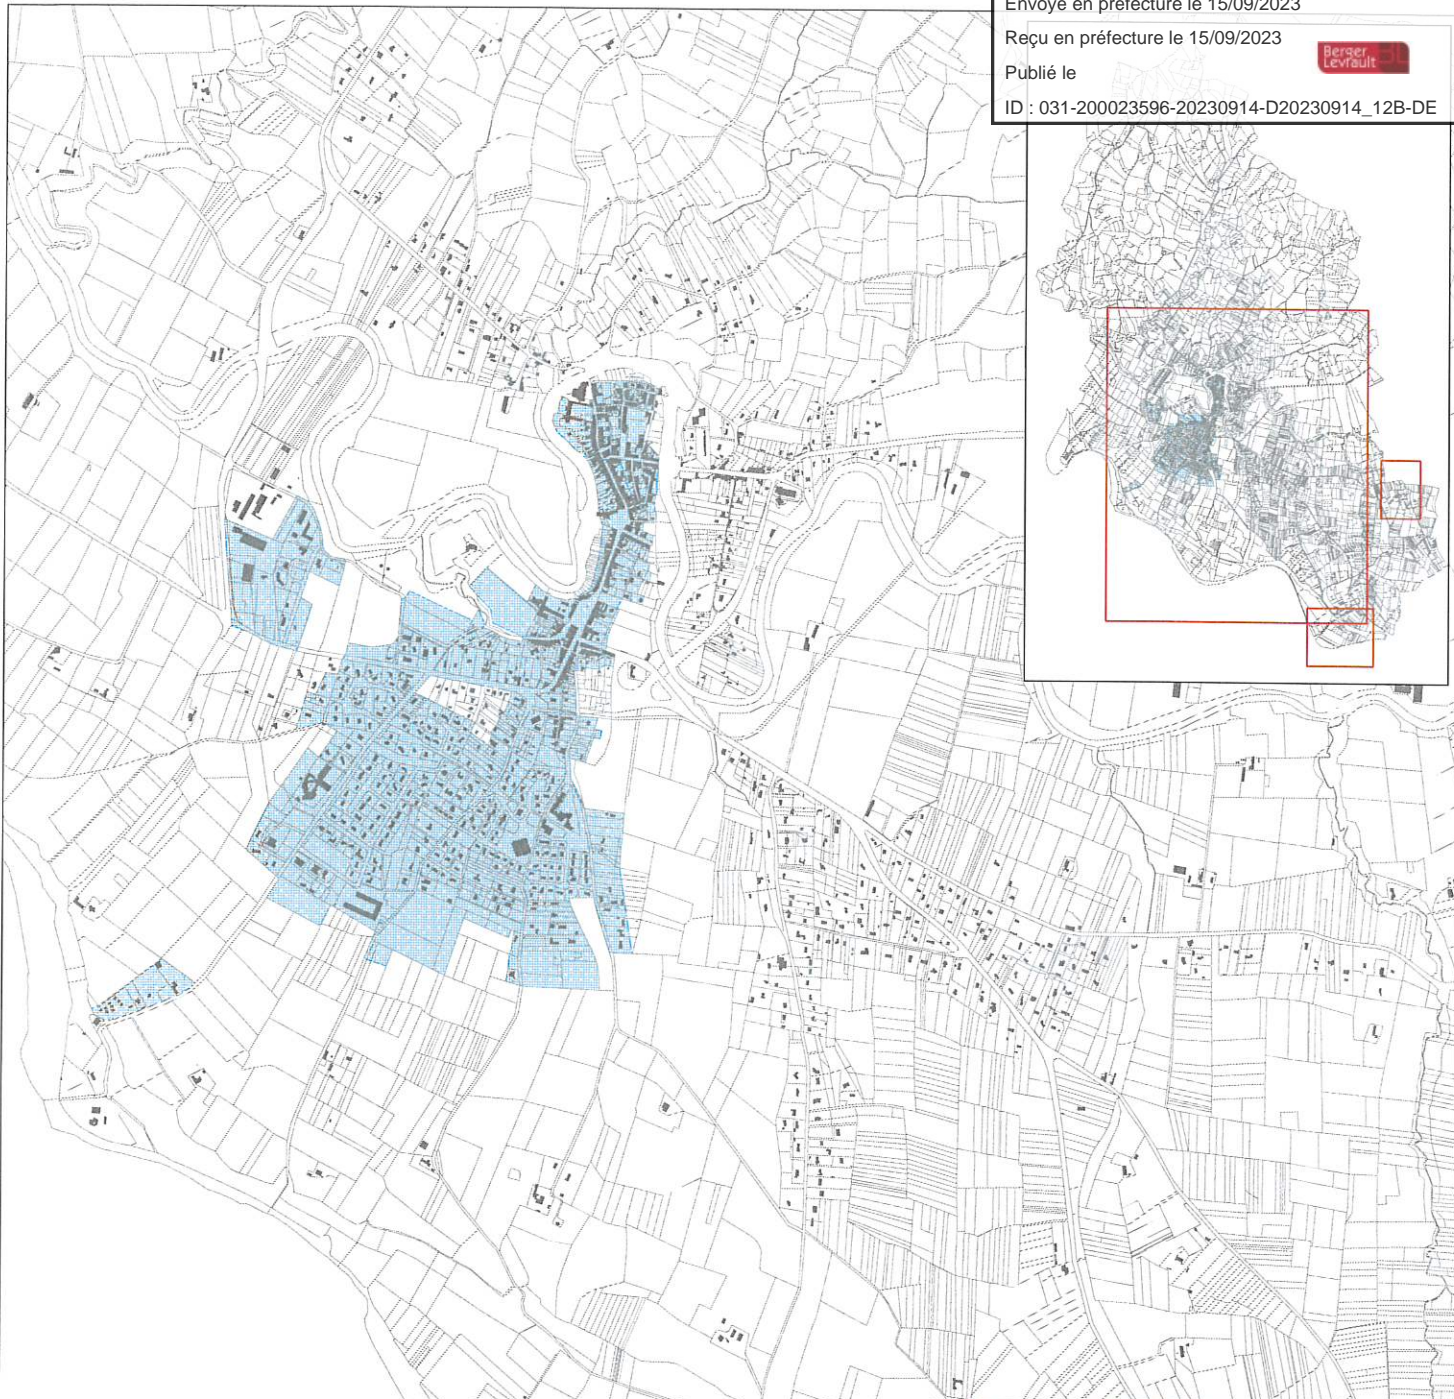 Envoyé en préfecture le 15/09/2023
Reçu en préfecture le 15/09/2023
Publié le
Berger
Levrault
ID : 031-200023596-20230914-D20230914_12B-DE